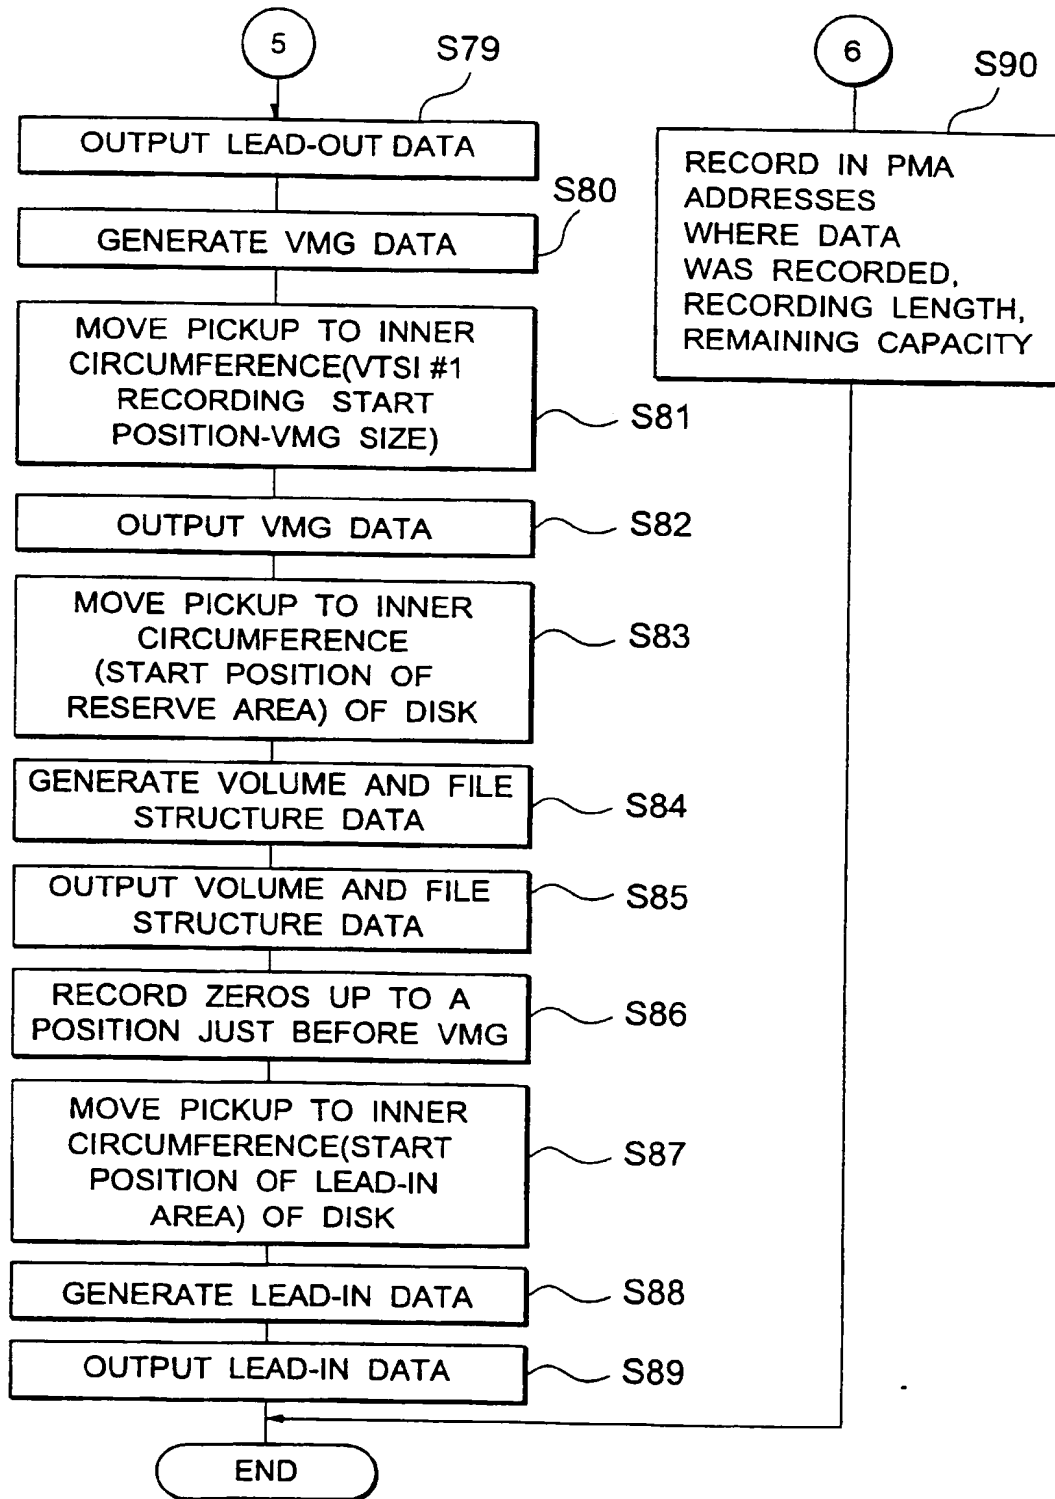 5
S79
OUTPUT LEAD-OUT DATA
S80
GENERATE VMG DATA
MOVE PICKUP TO INNER
CIRCUMFERENCE(VTSI #1
RECORDING START
POSITION-VMG SIZE)
S81
OUTPUT VMG DATA
S82
MOVE PICKUP TO INNER
CIRCUMFERENCE
(START POSITION OF
RESERVE AREA) OF DISK
S83
GENERATE VOLUME AND FILE
STRUCTURE DATA
S84
OUTPUT VOLUME AND FILE
STRUCTURE DATA
S85
RECORD ZEROS UP TO A
POSITION JUST BEFORE VMG
S86
MOVE PICKUP TO INNER
CIRCUMFERENCE(START
POSITION OF LEAD-IN
AREA) OF DISK
S87
GENERATE LEAD-IN DATA
S88
OUTPUT LEAD-IN DATA
S89
END
6
S90
RECORD IN PMA
ADDRESSES
WHERE DATA
WAS RECORDED,
RECORDING LENGTH,
REMAINING CAPACITY